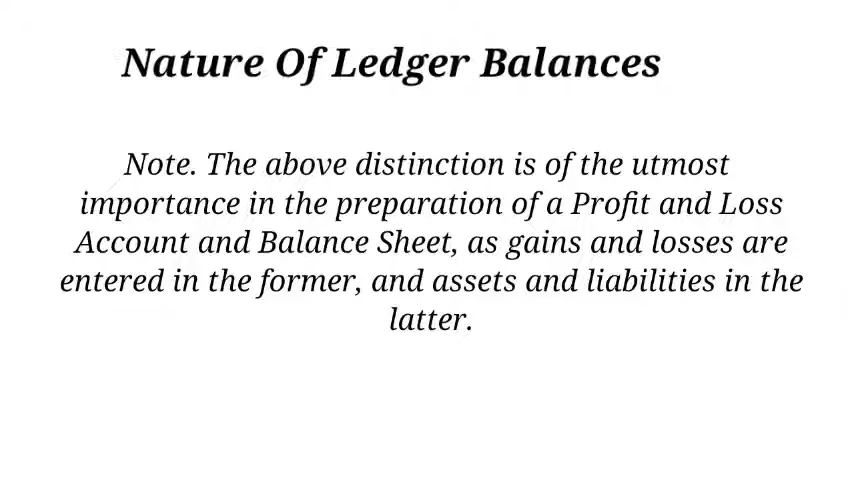 Nature Of Ledger Balances
Note. The above distinction is of the utmost
importance in the preparation of a Profit and Loss
Account and Balance Sheet, as gains and losses are
entered in the former, and assets and liabilities in the
latter.